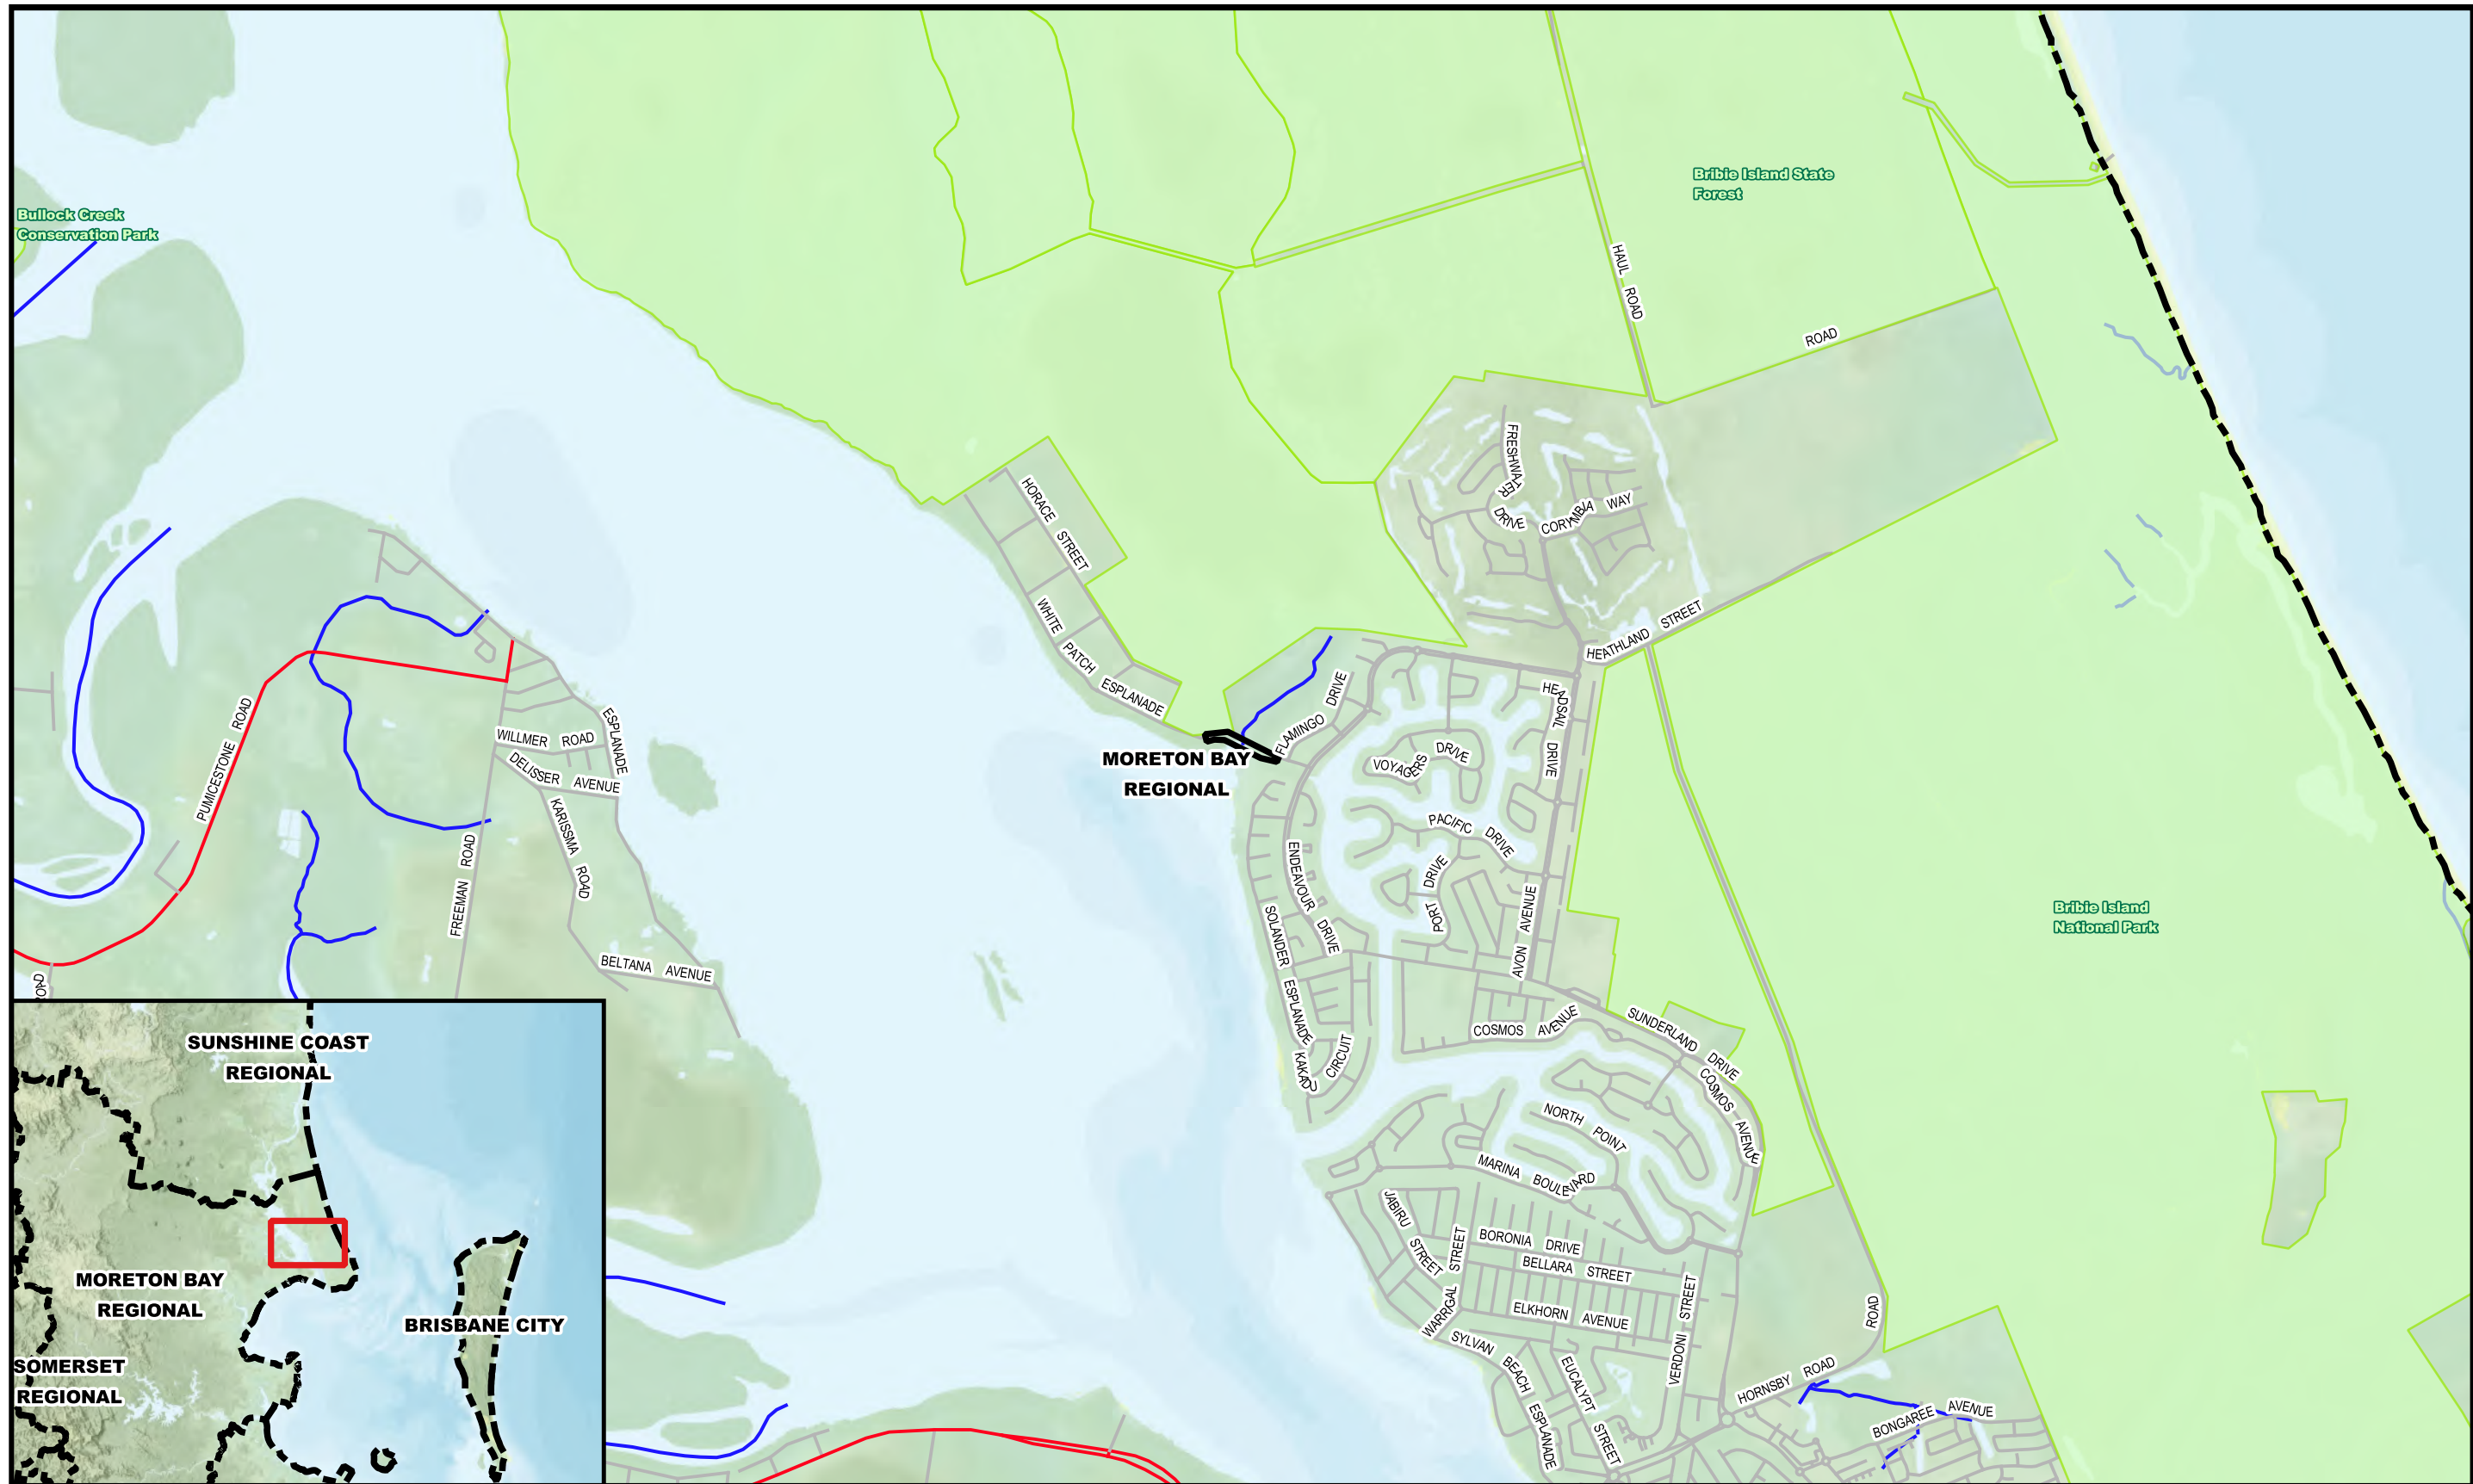 Bribie Island State
Forest
Bullock Creek
Conservation Park
HAUL ROAD
ROAD
FRESHWATER
DRIVE
CORYMBIA WAY
HORACE STREET
WHITE PATCH ESPLANADE
HEATHLAND STREET
HEADSAIL DRIVE
FLAMINGO DRIVE
MORETON BAY
REGIONAL
VOYAGERS DRIVE
PACIFIC DRIVE
PORT DRIVE
AVON AVENUE
ENDEAVOUR DRIVE
SOLANDER ESPLANADE
KAKADU CIRCUIT
PUMICESTONE ROAD
WILLMER ROAD
ESPLANADE
DELISSER AVENUE
KARISSMA ROAD
FREEMAN ROAD
BELTANA AVENUE
ROAD
Bribie Island
National Park
COSMOS AVENUE
SUNDERLAND DRIVE
COSMOS AVENUE
NORTH POINT
MARINA BOULEVARD
JABIRU STREET
WARRIGAL STREET
BORONIA DRIVE
BELLARA STREET
ELKHORN AVENUE
VERDONI STREET
SYLVAN BEACH ESPLANADE
EUCALYPT STREET
HORNSBY ROAD
ROAD
BONGAREE AVENUE
SUNSHINE COAST
REGIONAL
MORETON BAY
REGIONAL
BRISBANE CITY
SOMERSET
REGIONAL